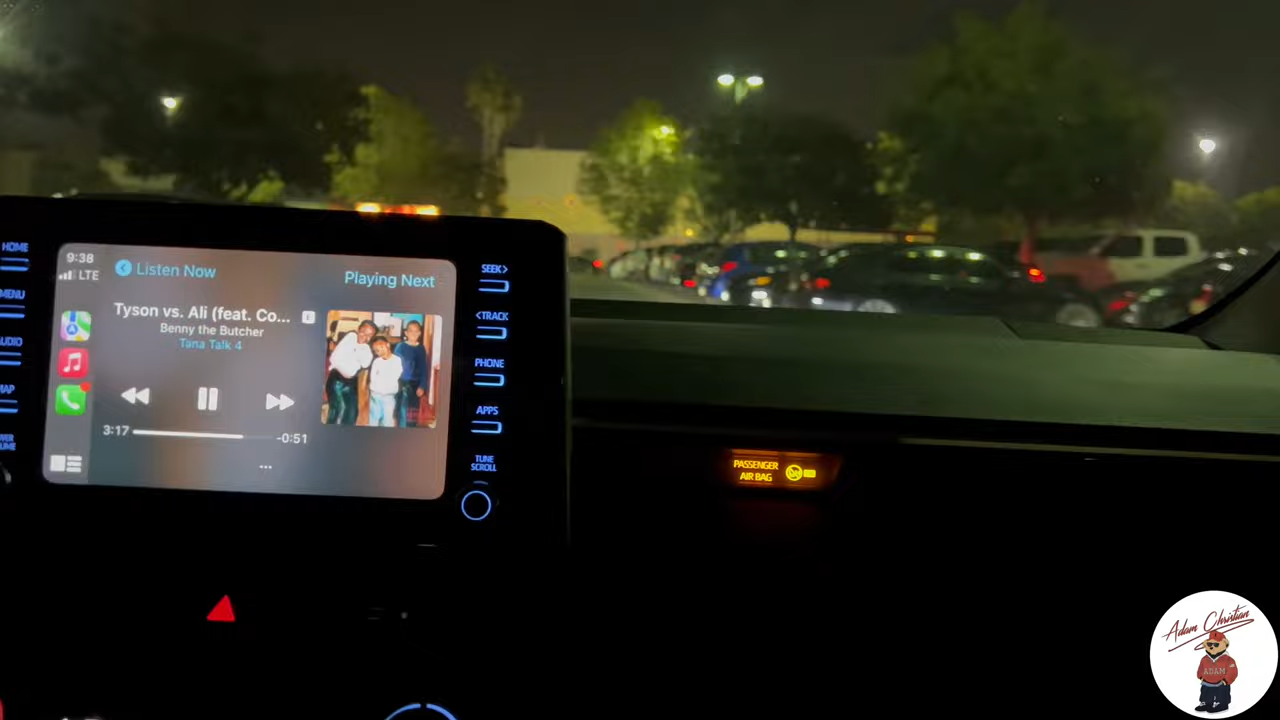 HOME
MENU
AUDIO
MAP
9:38
LTE
Listen Now
Playing Next
Tyson vs. Ali (feat. Co...
E
Benny the Butcher
Tana Talk 4
3:17
-0:51
...
SEEK>
<TRACK
PHONE
APPS
TUNE
SCROLL
PASSENGER
AIR BAG
Adam Christian
ADAM